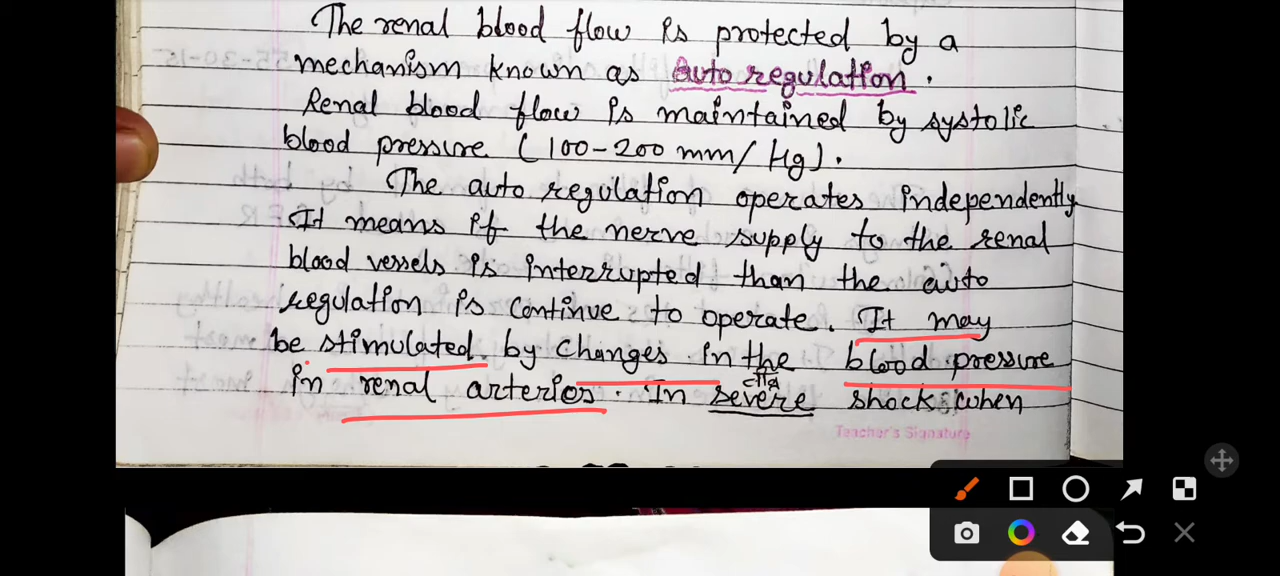 The renal blood flow is protected by a
mechanism known as Auto regulation.
Renal blood flow is maintained by systolic
blood pressure (100-200 mm/Hg).
The auto regulation operates independently
It means if the nerve supply to the renal
blood vessels is interrupted than the auto
regulation is continue to operate. It may
be stimulated by changes in the blood pressure
in renal arteries. In severe shock when
Teacher's Signature